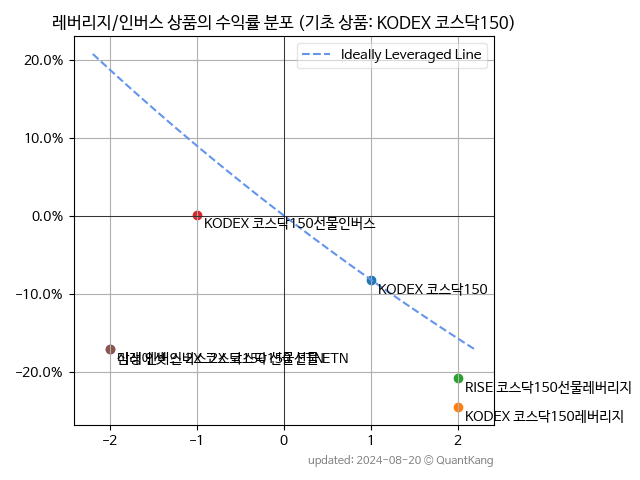 레버리지/인버스 상품의 수익률 분포 (기초 상품: KODEX 코스닥150)
Ideally Leveraged Line
20.0%
10.0%
0.0%
−10.0%
−20.0%
KODEX 코스닥150선물인버스
KODEX 코스닥150
ETN
RISE 코스닥150선물레버리지
KODEX 코스닥150레버리지
−2
−1
0
1
2
updated: 2024-08-20 © QuantKang